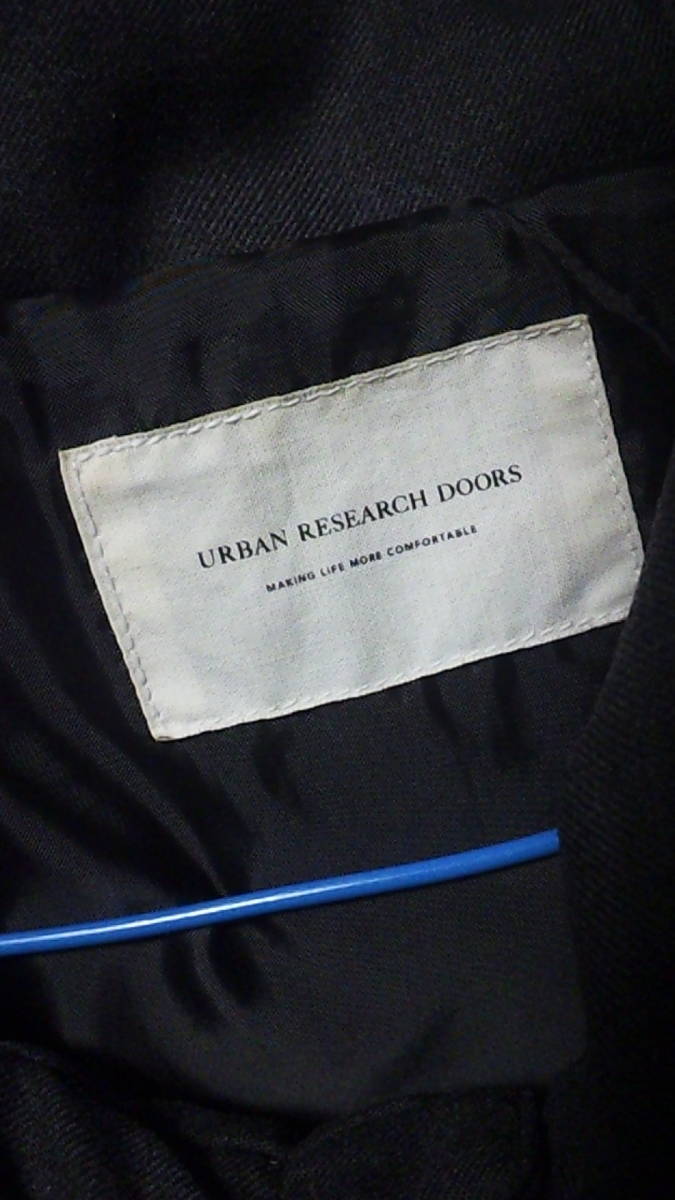 URBAN RESEARCH DOORS
MAKING LIFE MORE COMFORTABLE